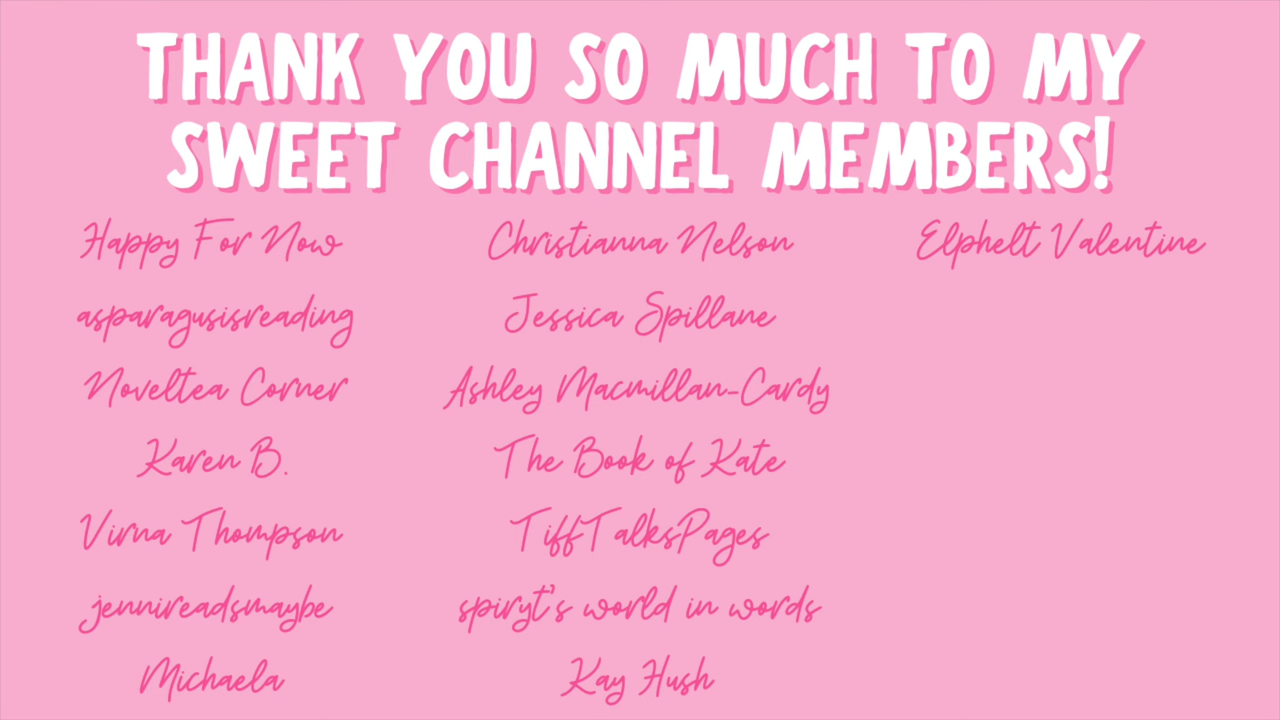 THANK YOU SO MUCH TO MY
SWEET CHANNEL MEMBERS!
Happy For Now
asparagusisreading
Noveltea Corner
Karen B.
Virna Thompson
jennireadsmaybe
Michaela
Christianna Nelson
Jessica Spillane
Ashley Macmillan-Cardy
The Book of Kate
TiffTalksPages
spiryt's world in words
Kay Hush
Elphelt Valentine